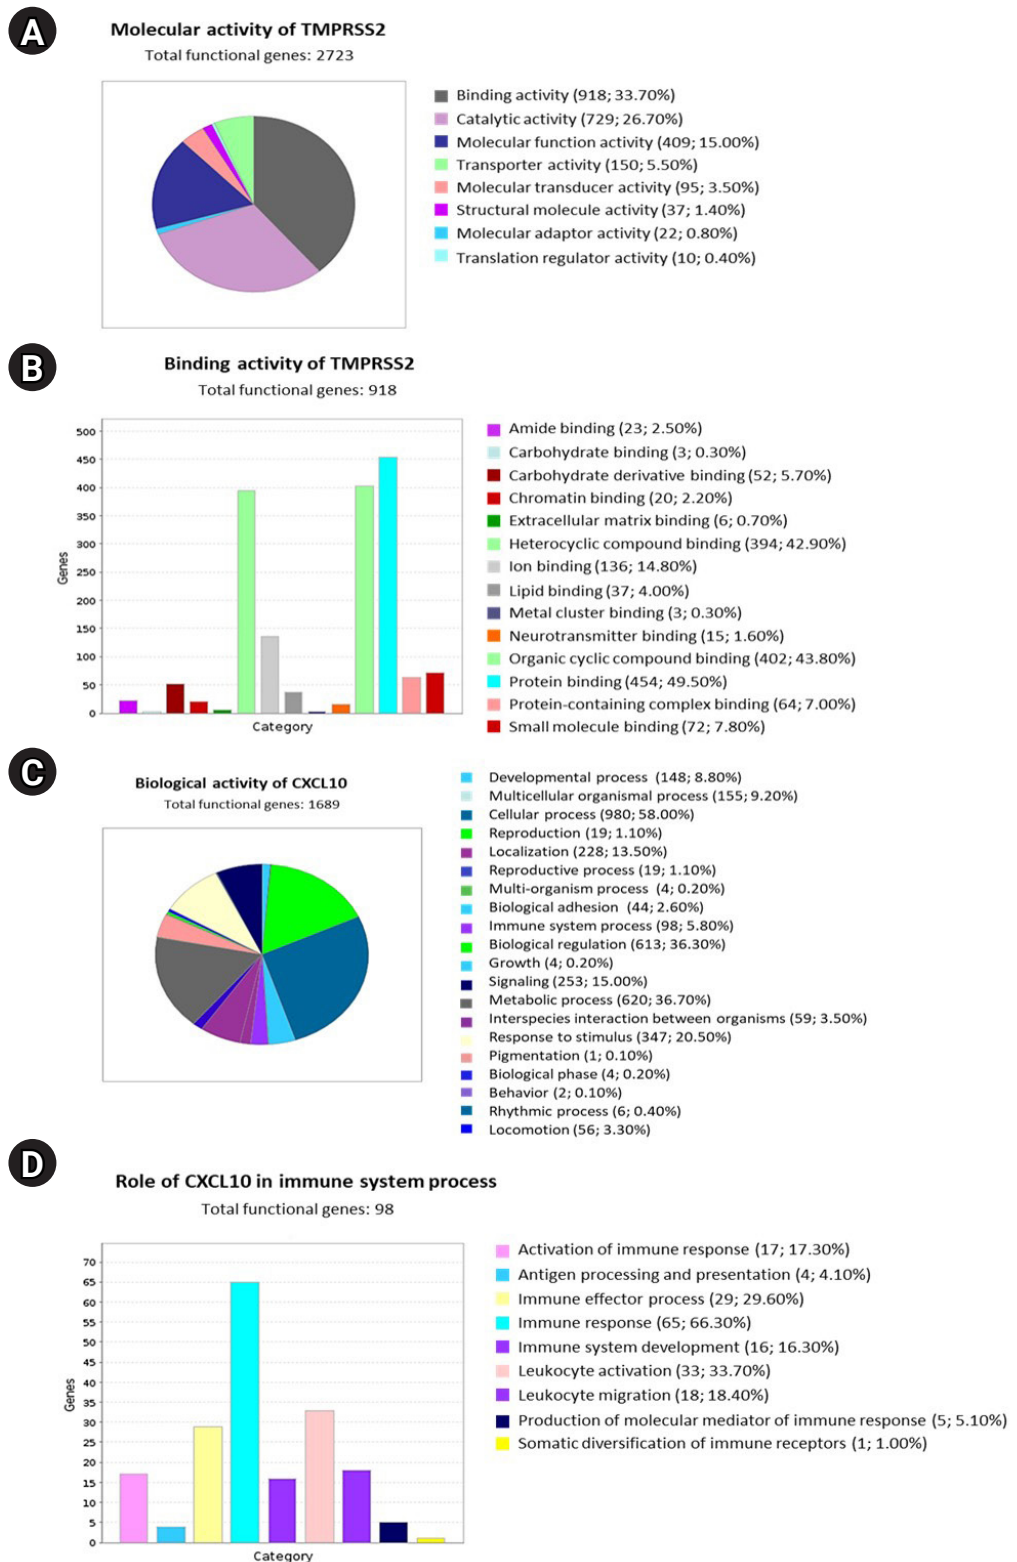 A
Molecular activity of TMPRSS2
Total functional genes: 2723
Binding activity (918; 33.70%)
Catalytic activity (729; 26.70%)
Molecular function activity (409; 15.00%)
Transporter activity (150; 5.50%)
Molecular transducer activity (95; 3.50%)
Structural molecule activity (37; 1.40%)
Molecular adaptor activity (22; 0.80%)
Translation regulator activity (10; 0.40%)
B
Binding activity of TMPRSS2
Total functional genes: 918
500
450
400
350
300
250
200
150
100
50
0
Genes
Category
Amide binding (23; 2.50%)
Carbohydrate binding (3; 0.30%)
Carbohydrate derivative binding (52; 5.70%)
Chromatin binding (20; 2.20%)
Extracellular matrix binding (6; 0.70%)
Heterocyclic compound binding (394; 42.90%)
Ion binding (136; 14.80%)
Lipid binding (37; 4.00%)
Metal cluster binding (3; 0.30%)
Neurotransmitter binding (15; 1.60%)
Organic cyclic compound binding (402; 43.80%)
Protein binding (454; 49.50%)
Protein-containing complex binding (64; 7.00%)
Small molecule binding (72; 7.80%)
C
Biological activity of CXCL10
Total functional genes: 1689
Developmental process (148; 8.80%)
Multicellular organismal process (155; 9.20%)
Cellular process (980; 58.00%)
Reproduction (19; 1.10%)
Localization (228; 13.50%)
Reproductive process (19; 1.10%)
Multi-organism process (4; 0.20%)
Biological adhesion (44; 2.60%)
Immune system process (98; 5.80%)
Biological regulation (613; 36.30%)
Growth (4; 0.20%)
Signaling (253; 15.00%)
Metabolic process (620; 36.70%)
Interspecies interaction between organisms (59; 3.50%)
Response to stimulus (347; 20.50%)
Pigmentation (1; 0.10%)
Biological phase (4; 0.20%)
Behavior (2; 0.10%)
Rhythmic process (6; 0.40%)
Locomotion (56; 3.30%)
D
Role of CXCL10 in immune system process
Total functional genes: 98
70
65
60
55
50
45
40
35
30
25
20
15
10
5
0
Genes
Category
Activation of immune response (17; 17.30%)
Antigen processing and presentation (4; 4.10%)
Immune effector process (29; 29.60%)
Immune response (65; 66.30%)
Immune system development (16; 16.30%)
Leukocyte activation (33; 33.70%)
Leukocyte migration (18; 18.40%)
Production of molecular mediator of immune response (5; 5.10%)
Somatic diversification of immune receptors (1; 1.00%)